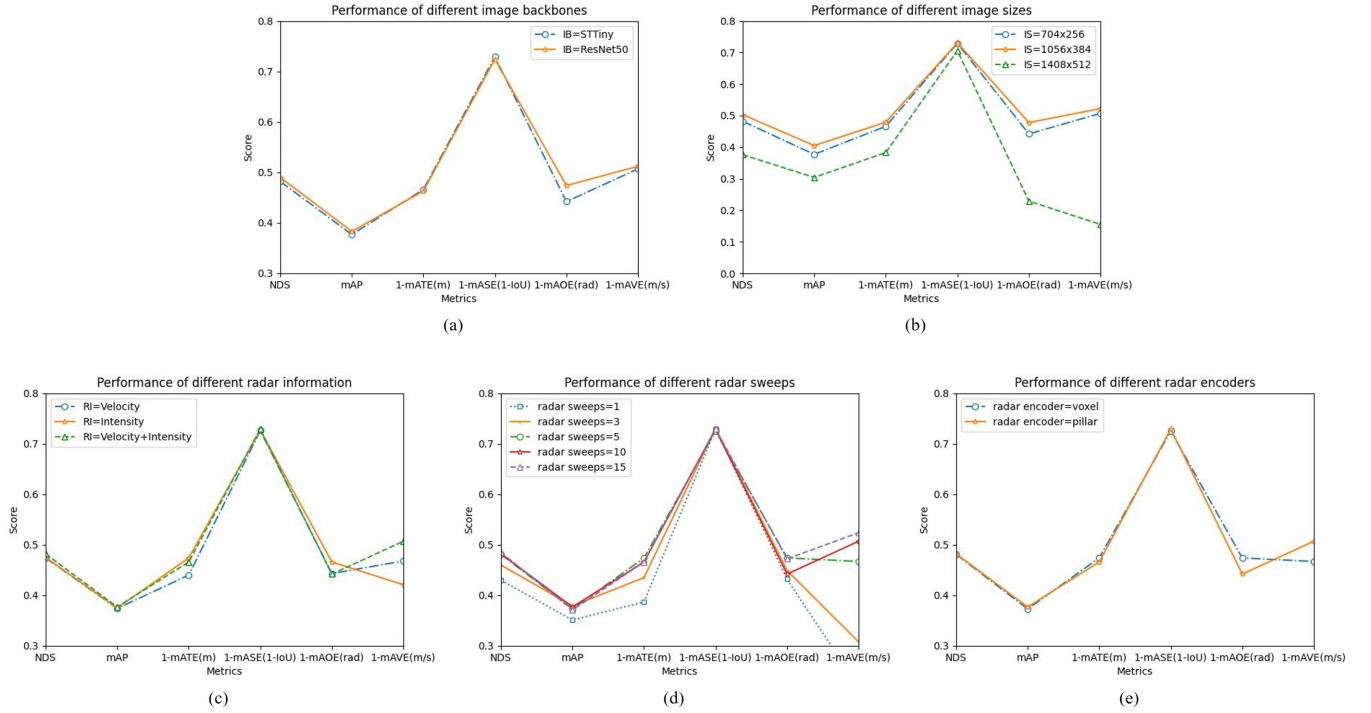 Performance of different image backbones
0.8
0.7
0.6
0.5
0.4
0.3
Score
IB=STTiny
IB=ResNet50
NDS mAP 1-mATE(m) 1-mASE(1-IoU) 1-mAOE(rad) 1-mAVE(m/s)
Metrics
(a)
Performance of different image sizes
0.8
0.7
0.6
0.5
0.4
0.3
0.2
0.1
0.0
Score
IS=704x256
IS=1056x384
IS=1408x512
NDS mAP 1-mATE(m) 1-mASE(1-IoU) 1-mAOE(rad) 1-mAVE(m/s)
Metrics
(b)
Performance of different radar information
0.8
0.7
0.6
0.5
0.4
0.3
Score
RI=Velocity
RI=Intensity
RI=Velocity+Intensity
NDS mAP 1-mATE(m) 1-mASE(1-IoU) 1-mAOE(rad) 1-mAVE(m/s)
Metrics
(c)
Performance of different radar sweeps
0.8
0.7
0.6
0.5
0.4
0.3
Score
radar sweeps=1
radar sweeps=3
radar sweeps=5
radar sweeps=10
radar sweeps=15
NDS mAP 1-mATE(m) 1-mASE(1-IoU) 1-mAOE(rad) 1-mAVE(m/s)
Metrics
(d)
Performance of different radar encoders
0.8
0.7
0.6
0.5
0.4
0.3
Score
radar encoder=voxel
radar encoder=pillar
NDS mAP 1-mATE(m) 1-mASE(1-IoU) 1-mAOE(rad) 1-mAVE(m/s)
Metrics
(e)